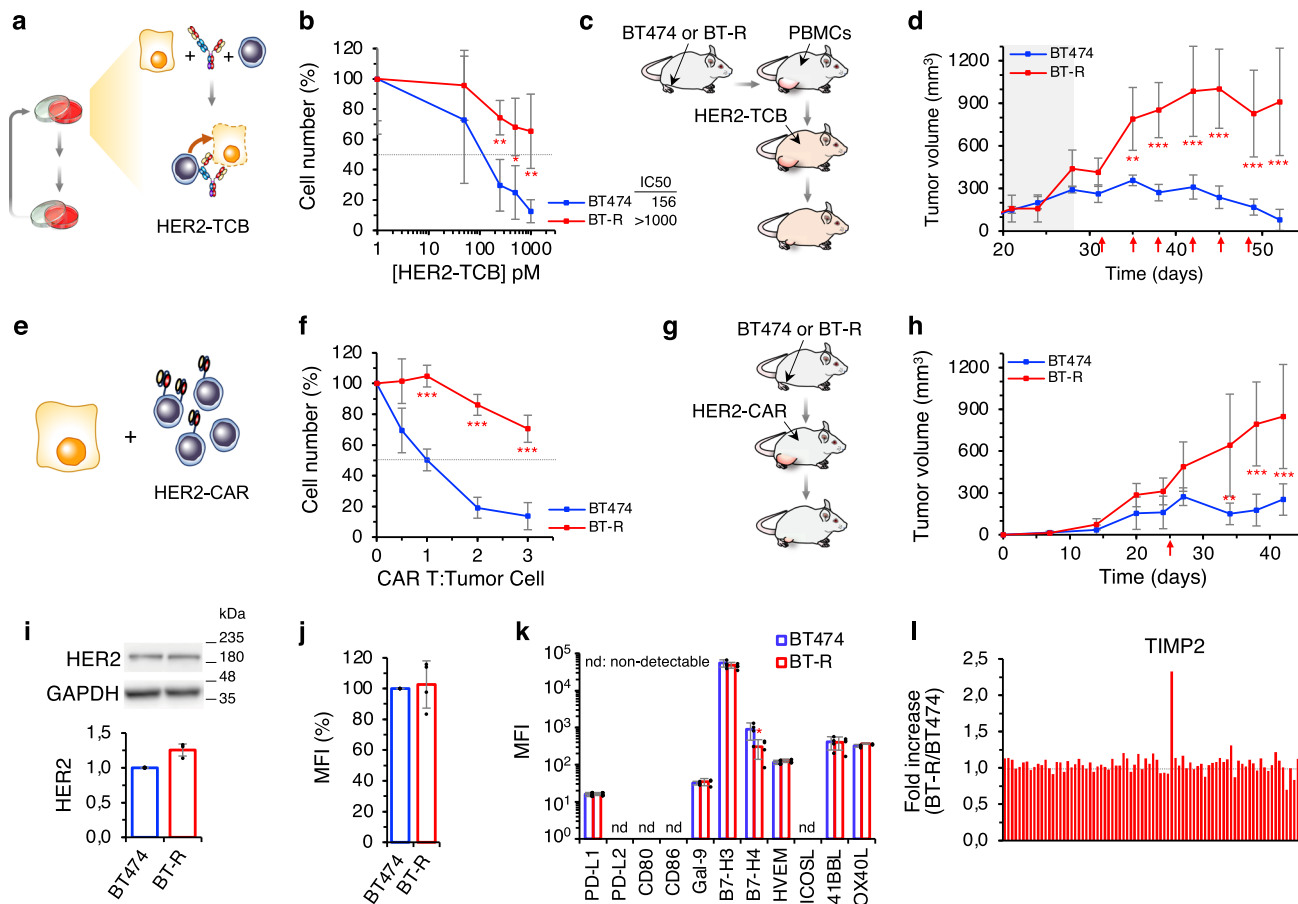 a
+
+
HER2-TCB
b
Cell number (%)
120
100
80
60
40
20
0
1
10
100
1000
[HER2-TCB] pM
**
*
**
IC50
BT474 156
BT-R >1000
c
BT474 or BT-R
PBMCs
HER2-TCB
d
BT474
BT-R
Tumor volume (mm³)
1200
900
600
300
0
20
30
40
50
Time (days)
**
***
***
***
***
***
e
+
HER2-CAR
f
Cell number (%)
120
100
80
60
40
20
0
0
1
2
3
CAR T:Tumor Cell
***
***
***
BT474
BT-R
g
BT474 or BT-R
HER2-CAR
h
BT474
BT-R
Tumor volume (mm³)
1200
900
600
300
0
0
10
20
30
40
Time (days)
**
***
***
i
kDa
235
HER2
180
48
GAPDH
35
HER2
1,5
1,0
0,5
0,0
BT474
BT-R
j
MFI (%)
120
100
80
60
40
20
0
BT474
BT-R
k
BT474
BT-R
nd: non-detectable
MFI
10⁵
10⁴
10³
10²
10¹
10⁰
nd
nd
nd
*
nd
PD-L1
PD-L2
CD80
CD86
Gal-9
B7-H3
B7-H4
HVEM
ICOSL
41BBL
OX40L
l
TIMP2
Fold increase
(BT-R/BT474)
2,5
2,0
1,5
1,0
0,5
0,0